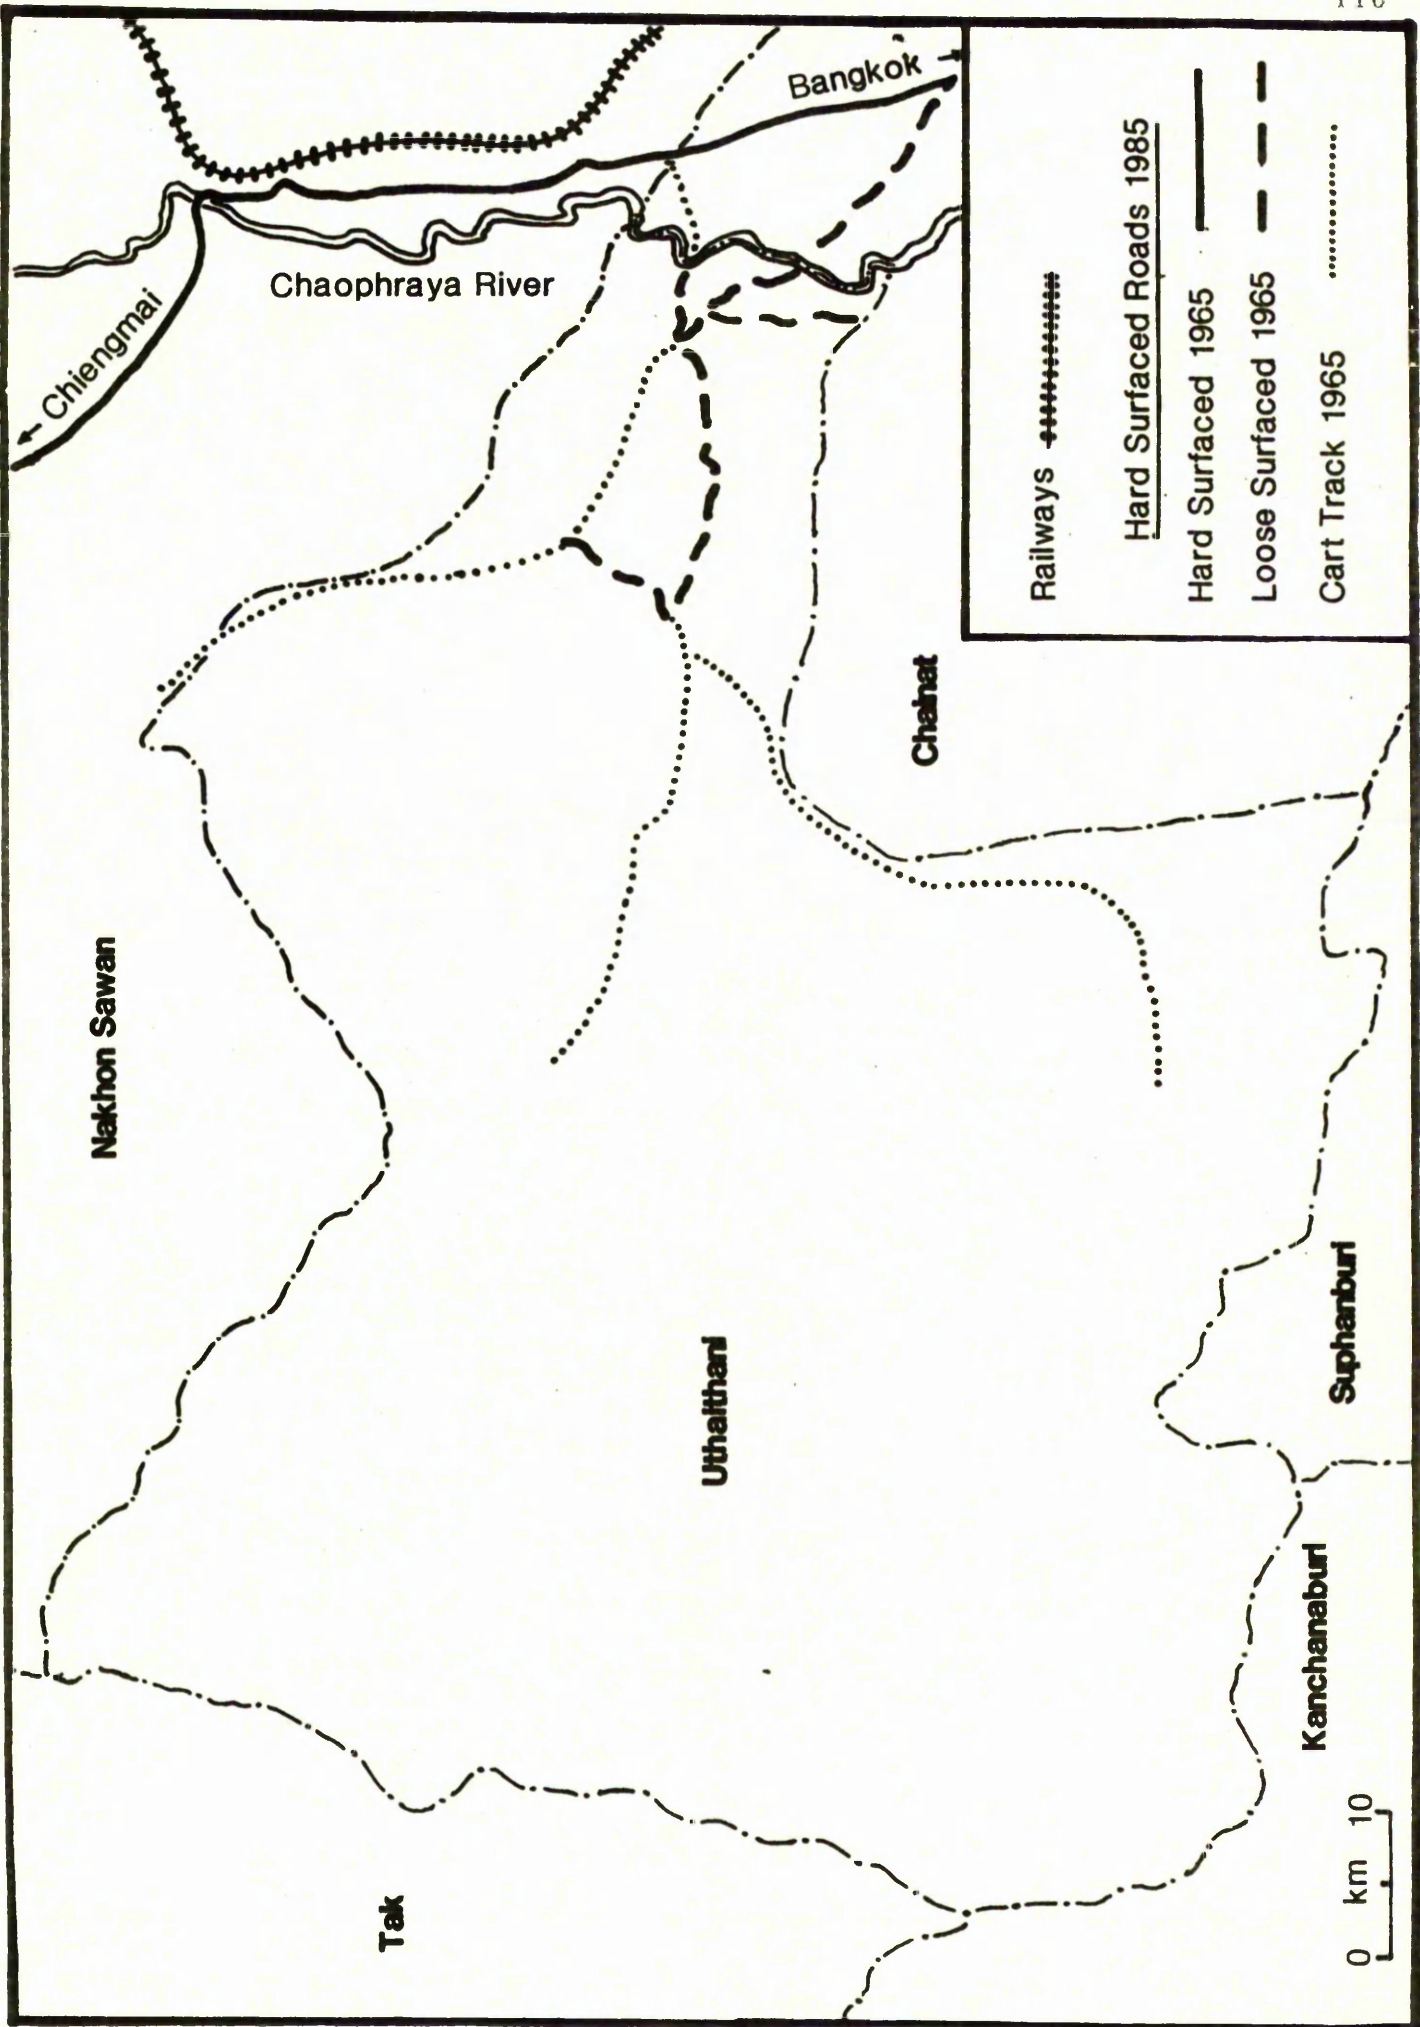 Bangkok
Chiengmai
Chaophraya River
Nakhon Sawan
Chainat
Uthaithani
Tak
Suphanburi
Kanchanaburi
0 km 10
Railways
Hard Surfaced Roads 1985
Hard Surfaced 1965
Loose Surfaced 1965
Cart Track 1965